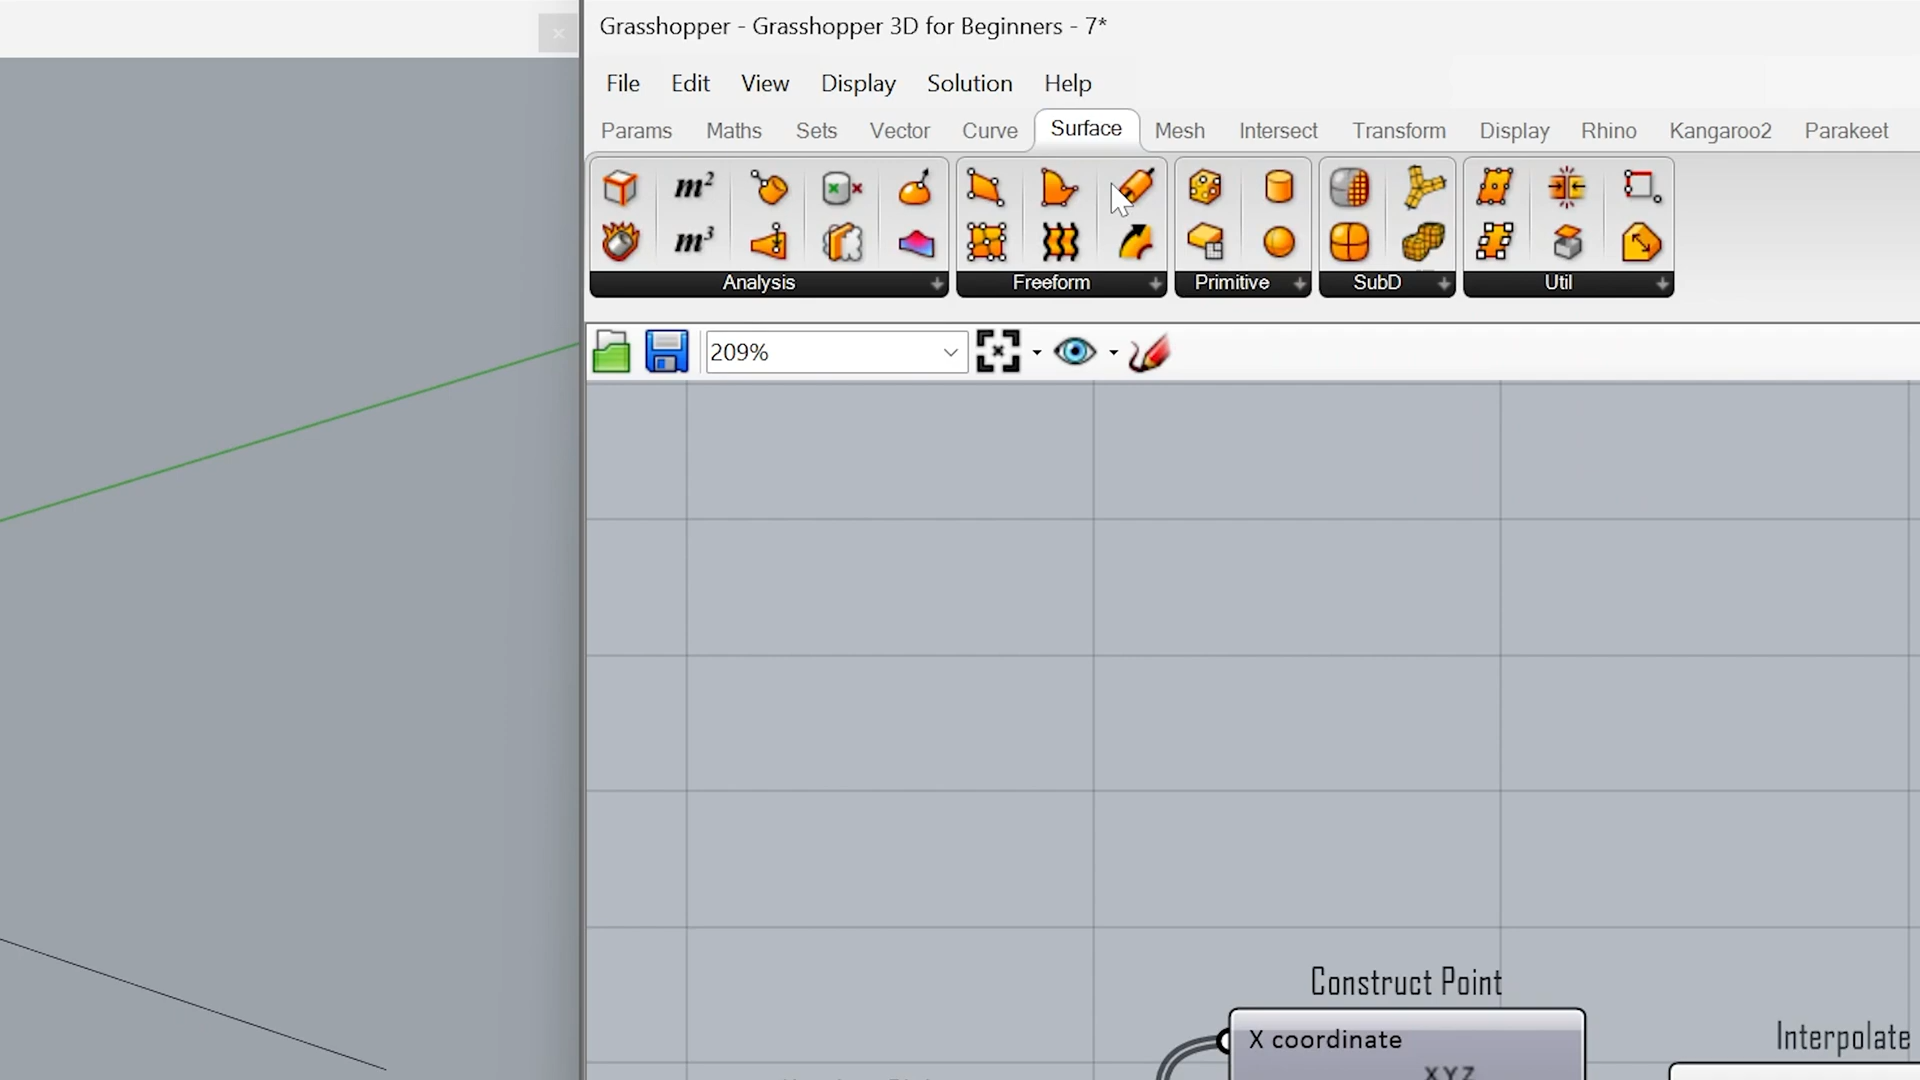 Grasshopper - Grasshopper 3D for Beginners - 7*
File Edit View Display Solution Help
Params Maths Sets Vector Curve Surface Mesh Intersect Transform Display Rhino Kangaroo2 Parakeet
m² m³
Analysis Freeform Primitive SubD Util
209%
Construct Point
Interpolate
X coordinate
XYZ